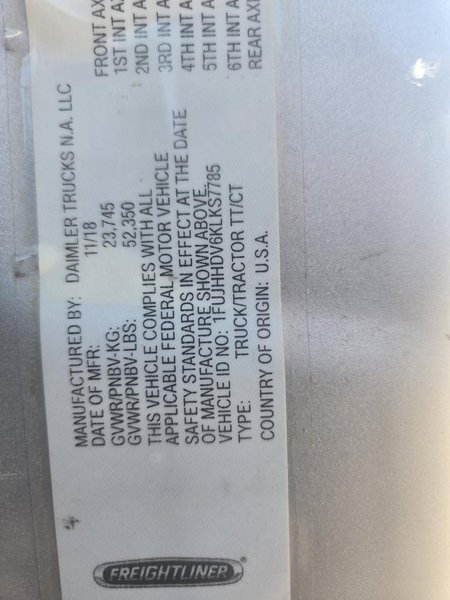 MANUFACTURED BY: DAIMLER TRUCKS N.A. LLC
DATE OF MFR: 11/18
GVWR/PNBV-KG: 23,745
GVWR/PNBV-LBS: 52,350
THIS VEHICLE COMPLIES WITH ALL
APPLICABLE FEDERAL MOTOR VEHICLE
SAFETY STANDARDS IN EFFECT AT THE DATE
OF MANUFACTURE SHOWN ABOVE
VEHICLE ID NO: 1FUJHHDV6KLKS7785
TYPE: TRUCK/TRACTOR TT/CT
COUNTRY OF ORIGIN: U.S.A.
FRONT AX
1ST INT A
2ND INT A
3RD INT A
4TH INT A
5TH INT A
6TH INT A
REAR AXI
FREIGHTLINER